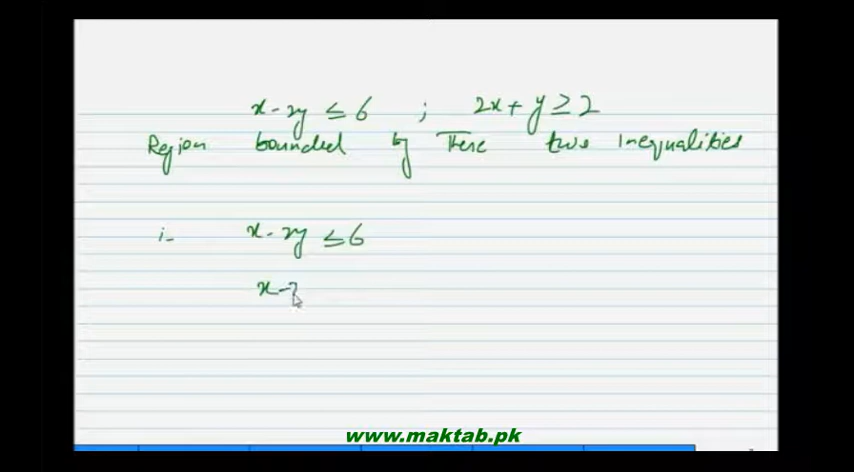 x - 2y ≤ 6 ; 2x + y ≥ 2
Region bounded by These two inequalities
i- x - 2y ≤ 6
x - 2
www.maktab.pk